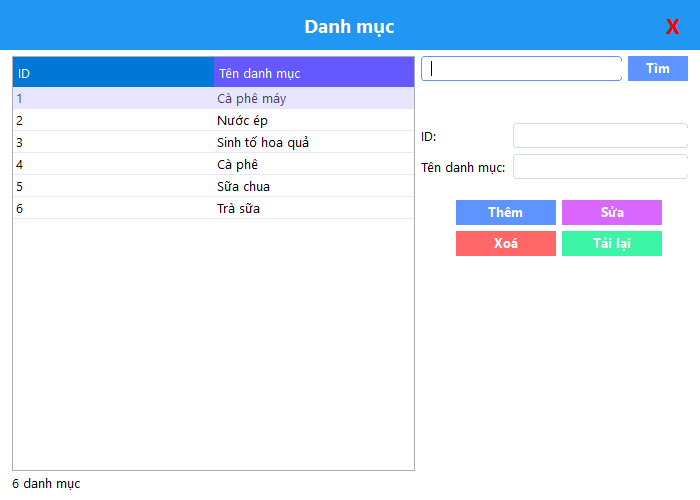 Danh mục X
ID Tên danh mục
1 Cà phê máy
2 Nước ép
3 Sinh tố hoa quả
4 Cà phê
5 Sữa chua
6 Trà sữa
6 danh mục
Tìm
ID:
Tên danh mục:
Thêm Sửa
Xoá Tải lại